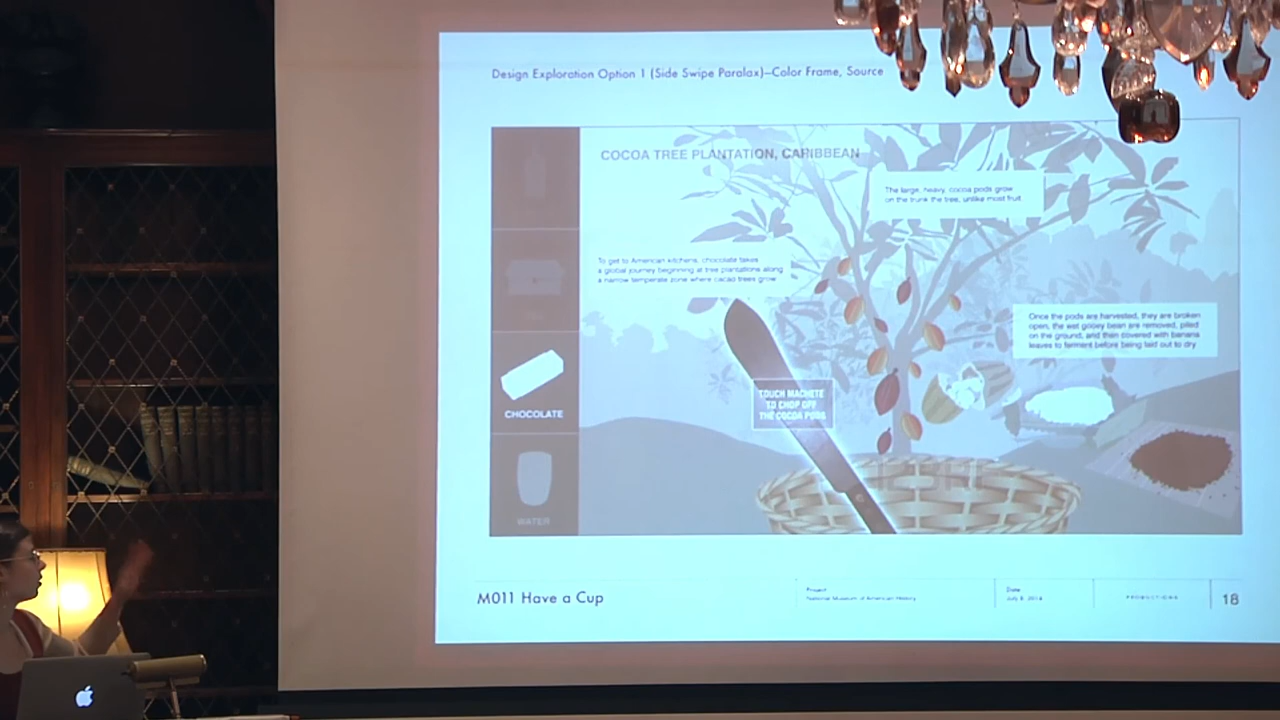 Design Exploration Option 1 (Side Swipe Paralax)—Color Frame, Source
COCOA TREE PLANTATION, CARIBBEAN
The large, heavy, cocoa pods grow
on the trunk the tree, unlike most fruit
To get to American kitchens, chocolate takes
a global journey beginning at tree plantations along
a narrow temperate zone where cacao trees grow
Once the pods are harvested, they are broken
open, the wet gooey bean are removed, piled
on the ground, and then covered with banana
leaves to ferment before being laid out to dry
TOUCH MACHETE
TO CHOP OFF
THE COCOA PODS
CHOCOLATE
WATER
M011 Have a Cup
Project
National Museum of American History
Date
July 8, 2014
PRODUCTIONS
18